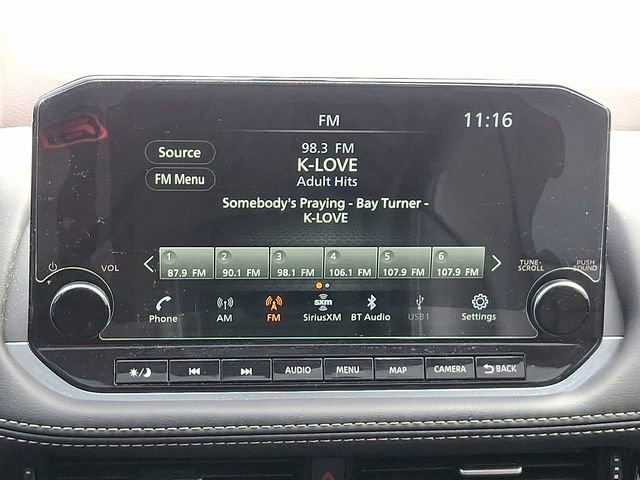 FM
11:16
Source
98.3 FM
K-LOVE
Adult Hits
FM Menu
Somebody's Praying - Bay Turner -
K-LOVE
1 2 3 4 5 6
87.9 FM 90.1 FM 98.1 FM 106.1 FM 107.9 FM 107.9 FM
VOL
TUNE·
SCROLL
PUSH
SOUND
Phone AM FM SiriusXM BT Audio USB1 Settings
sxm
AUDIO MENU MAP CAMERA BACK